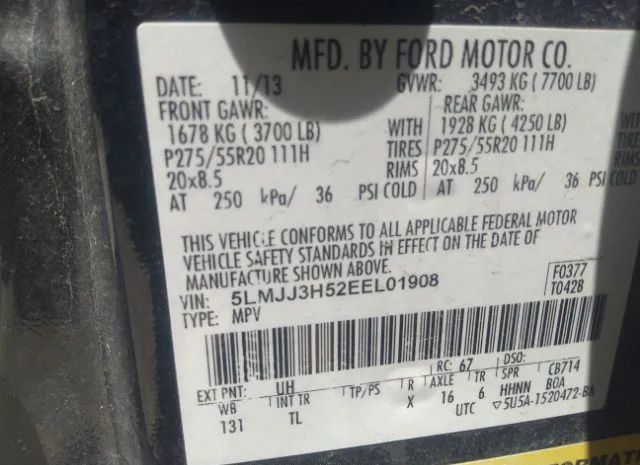 MFD. BY FORD MOTOR CO.
DATE: 11/13 GVWR: 3493 KG ( 7700 LB)
FRONT GAWR: REAR GAWR:
1678 KG ( 3700 LB) WITH 1928 KG ( 4250 LB)
P275/55R20 111H TIRES P275/55R20 111H
20x8.5 RIMS 20x8.5
AT 250 kPa/ 36 PSI COLD AT 250 kPa/ 36 PSI COLD
THIS VEHICLE CONFORMS TO ALL APPLICABLE FEDERAL MOTOR
VEHICLE SAFETY STANDARDS IN EFFECT ON THE DATE OF
MANUFACTURE SHOWN ABOVE.
F0377
VIN: 5LMJJ3H52EEL01908
T0428
TYPE: MPV
RC: 67 DSO:
EXT PNT: UH TP/PS R AXLE TR SPR CB714
WB INT TR X 16 6 HHNN BOA
131 TL UTC ▽5U5A-1520472-BA